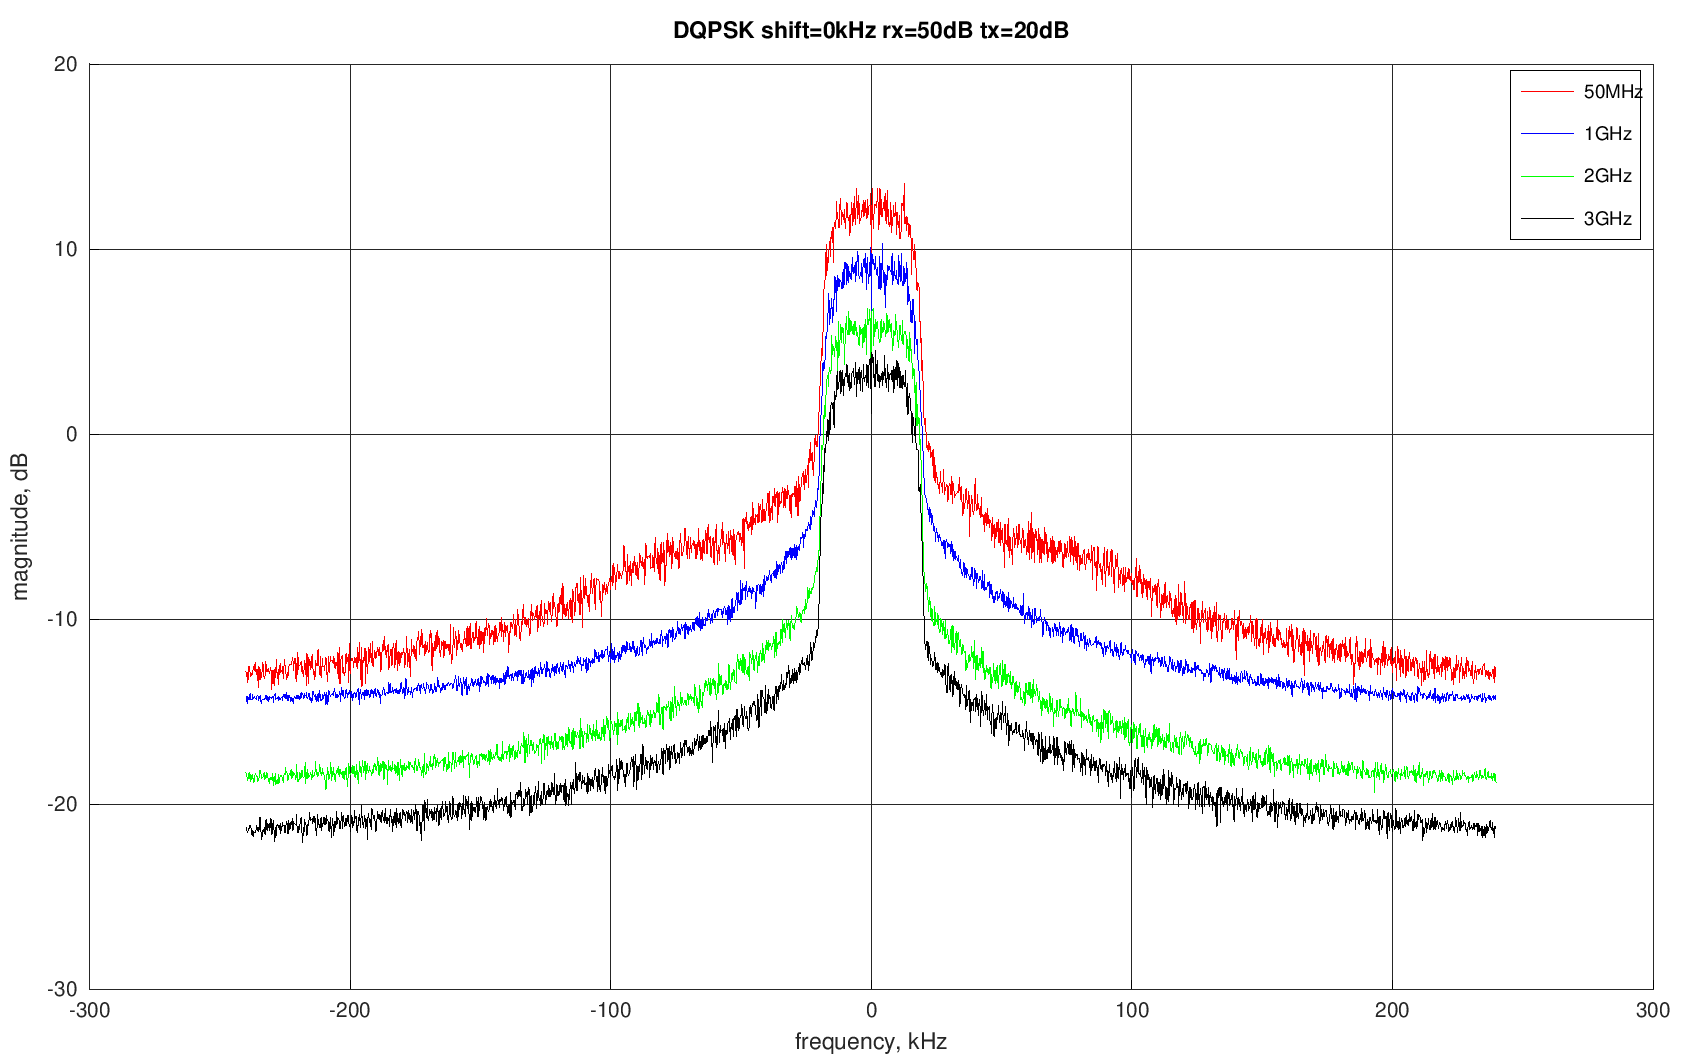 DQPSK shift=0kHz rx=50dB tx=20dB
20
10
0
-10
-20
-30
magnitude, dB
50MHz
1GHz
2GHz
3GHz
-300
-200
-100
0
100
200
300
frequency, kHz